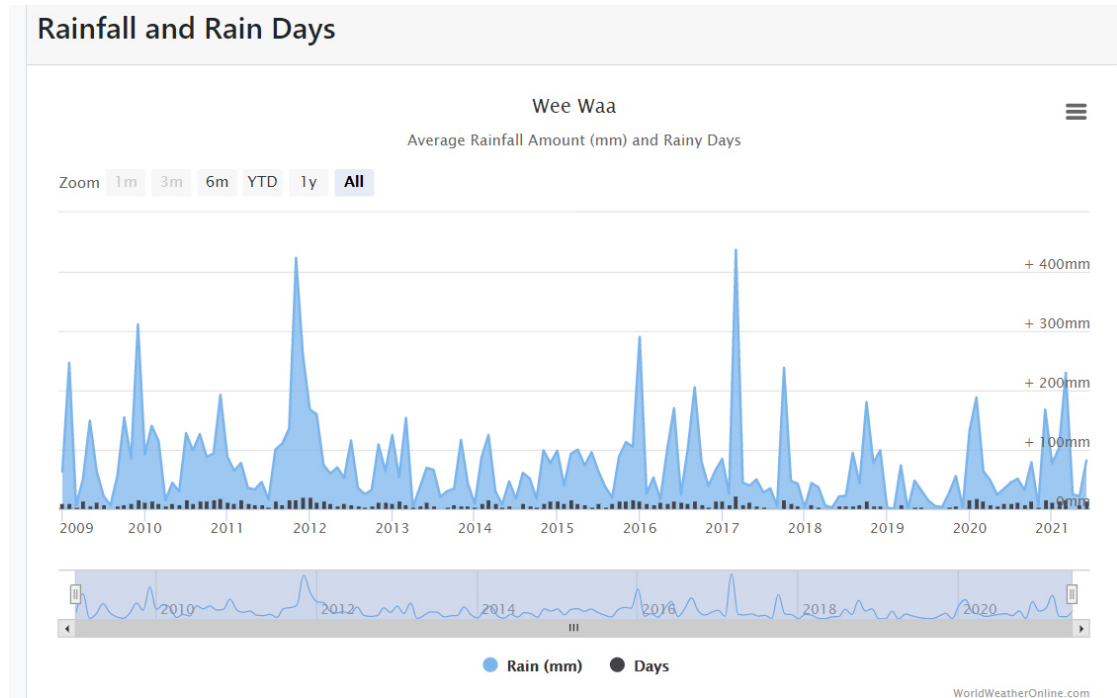 Rainfall and Rain Days
Wee Waa
Average Rainfall Amount (mm) and Rainy Days
Zoom 1m 3m 6m YTD 1y All
+ 400mm
+ 300mm
+ 200mm
+ 100mm
0mm
2009 2010 2011 2012 2013 2014 2015 2016 2017 2018 2019 2020 2021
2010 2012 2014 2016 2018 2020
Rain (mm) Days
WorldWeatherOnline.com